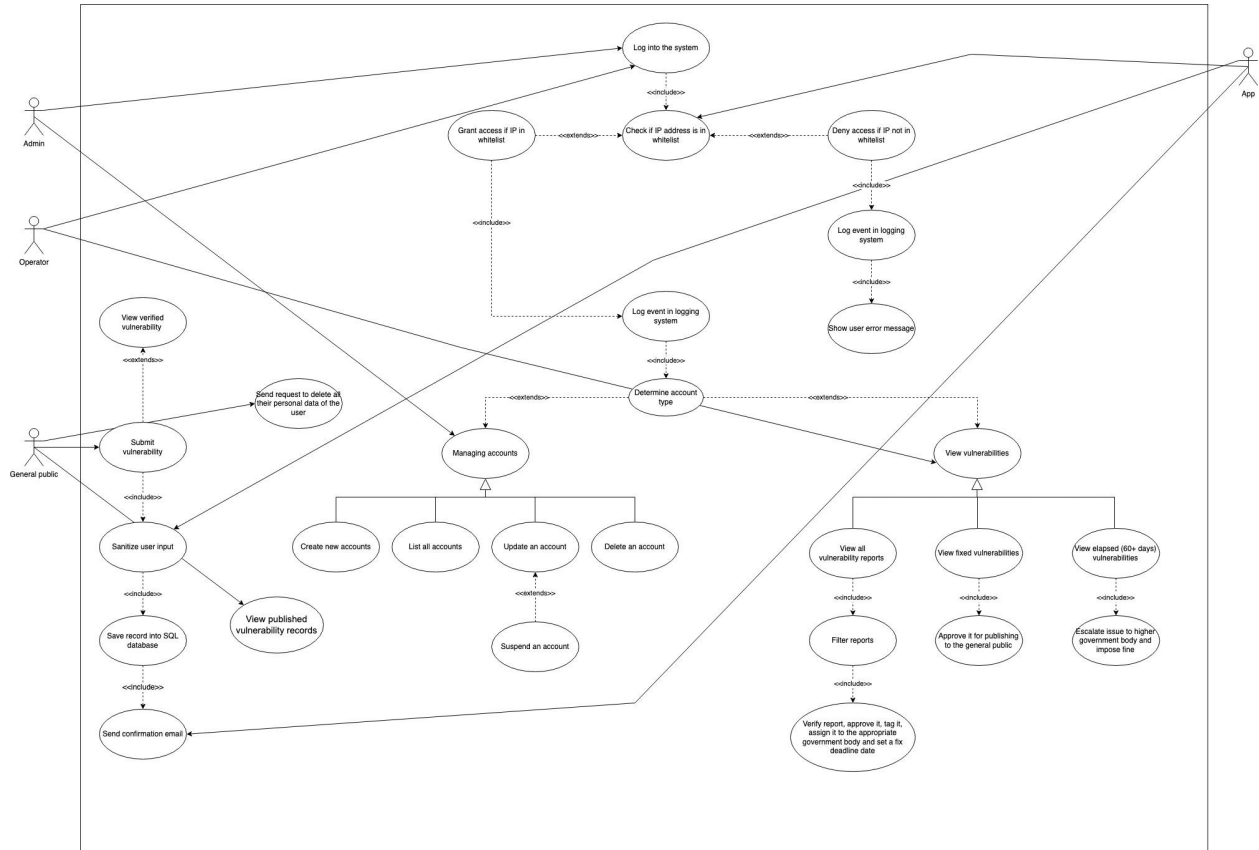 Log into the system
App
<<include>>
Admin
Grant access if IP in
whitelist
<<extends>>
Check if IP address is in
whitelist
<<extends>>
Deny access if IP not in
whitelist
<<include>>
<<include>>
Operator
Log event in logging
system
<<include>>
View verified
vulnerability
Log event in logging
system
Show user error message
<<extends>>
<<include>>
Send request to delete all
their personal data of the
user
<<extends>>
Determine account
type
<<extends>>
General public
Submit
vulnerability
Managing accounts
View vulnerabilities
<<include>>
Sanitize user input
Create new accounts
List all accounts
Update an account
Delete an account
View all
vulnerability reports
View fixed vulnerabilities
View elapsed (60+ days)
vulnerabilities
<<include>>
<<extends>>
<<include>>
<<include>>
<<include>>
View published
vulnerability records
Save record into SQL
database
Suspend an account
Filter reports
Approve it for publishing
to the general public
Escalate issue to higher
government body and
impose fine
<<include>>
<<include>>
Send confirmation email
Verify report, approve it, tag it,
assign it to the appropriate
government body and set a fix
deadline date